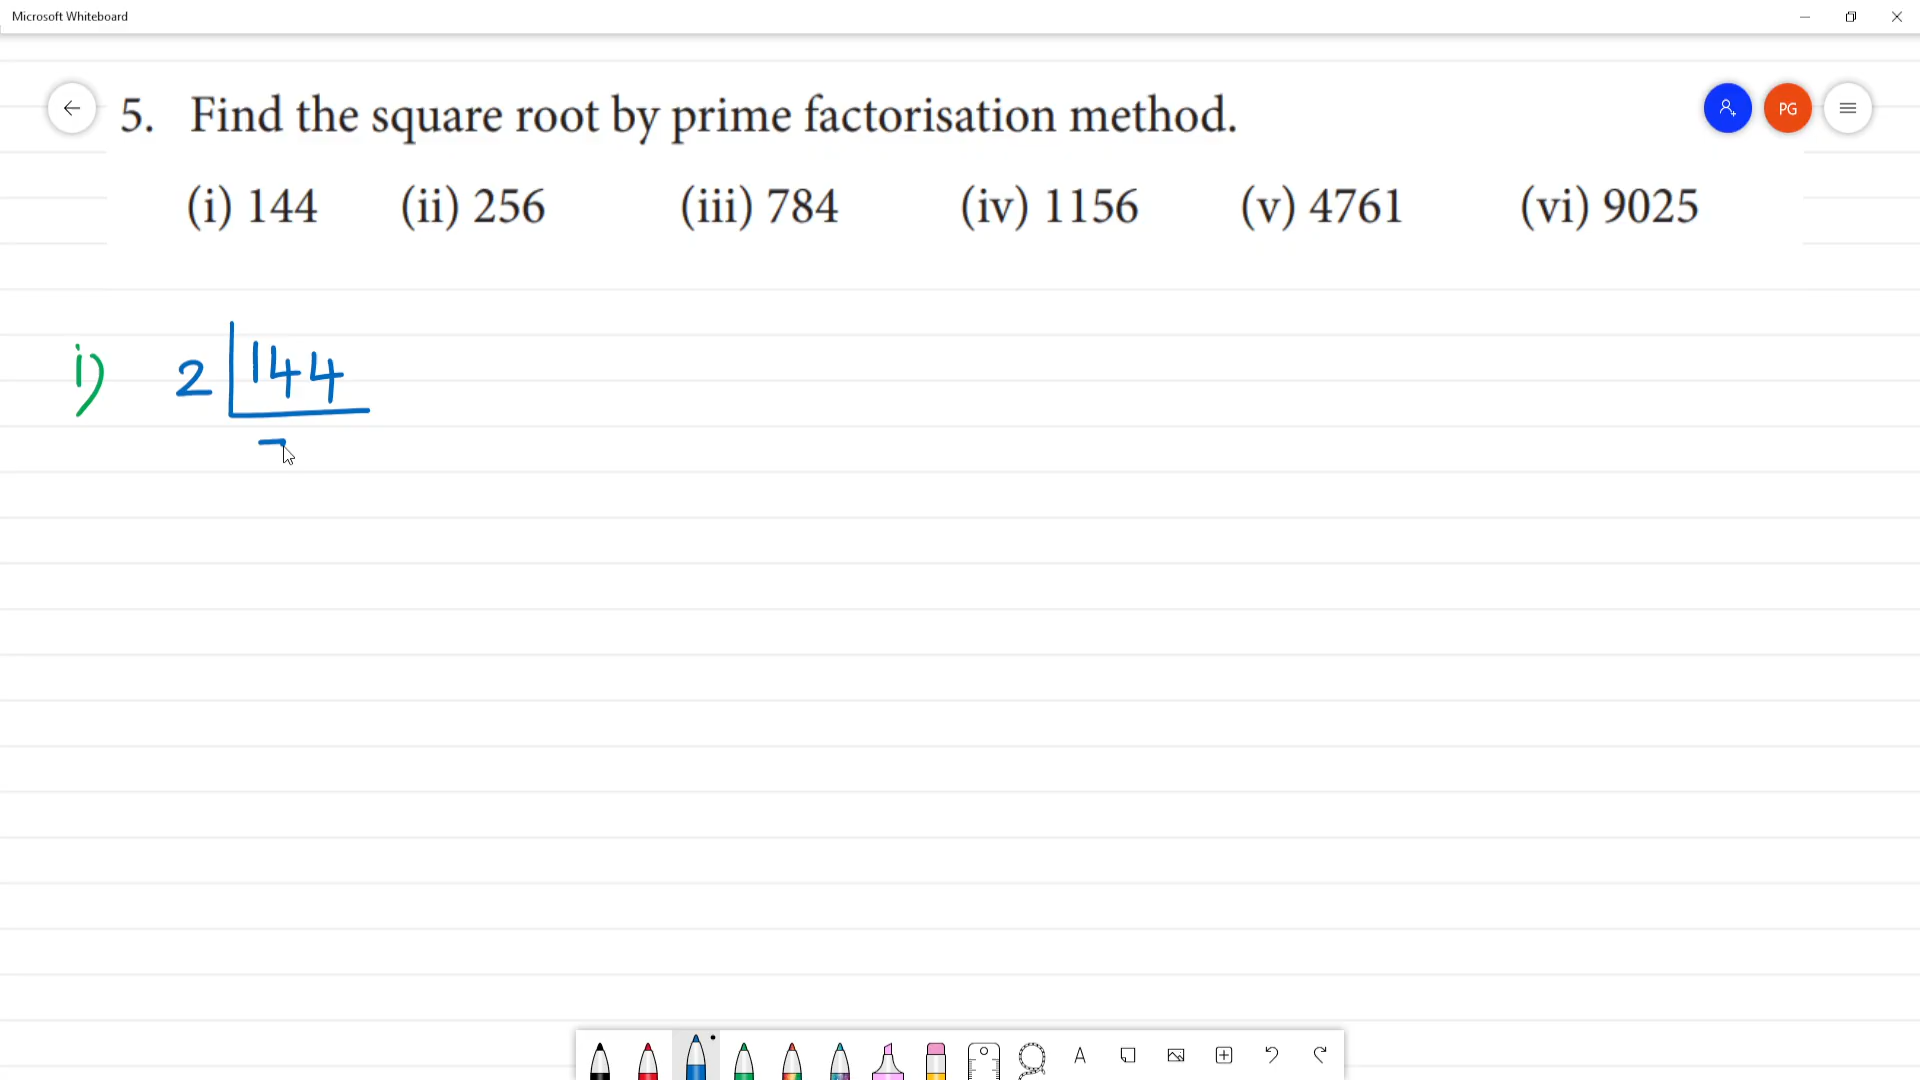 Microsoft Whiteboard
5. Find the square root by prime factorisation method.
PG
(i) 144 (ii) 256 (iii) 784 (iv) 1156 (v) 4761 (vi) 9025
i) 2 144
A